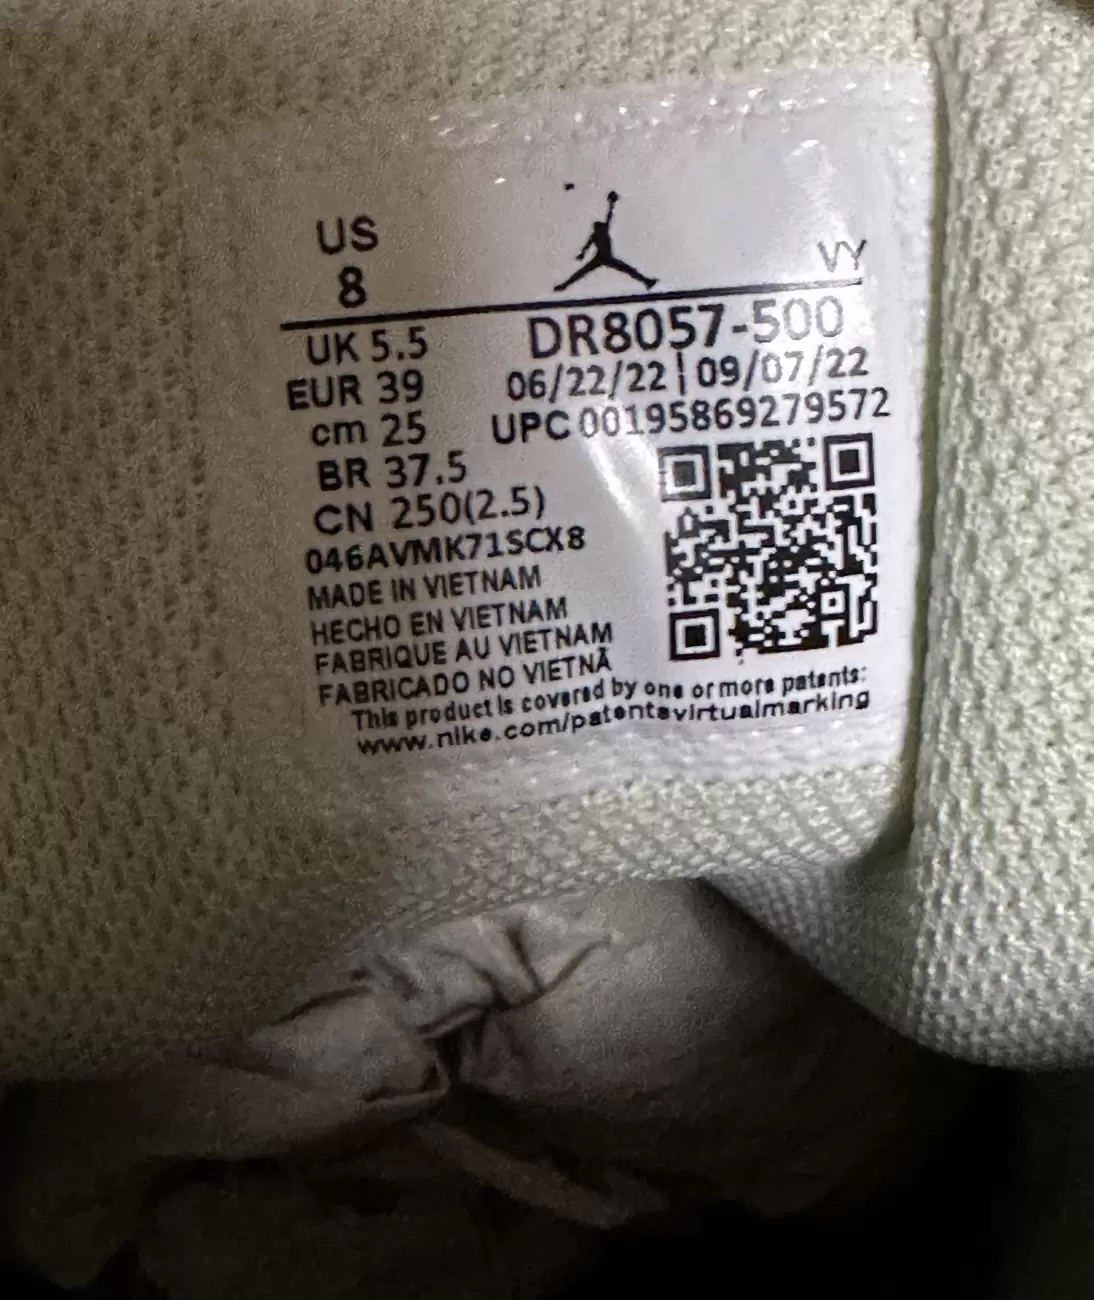 US
8
VY
UK 5.5
DR8057-500
EUR 39
06/22/22 | 09/07/22
cm 25
UPC 00195869279572
BR 37.5
CN 250(2.5)
046AVMK71SCX8
MADE IN VIETNAM
HECHO EN VIETNAM
FABRIQUE AU VIETNAM
FABRICADO NO VIETNÃ
This product is covered by one or more patents:
www.nike.com/patentsvirtualmarking